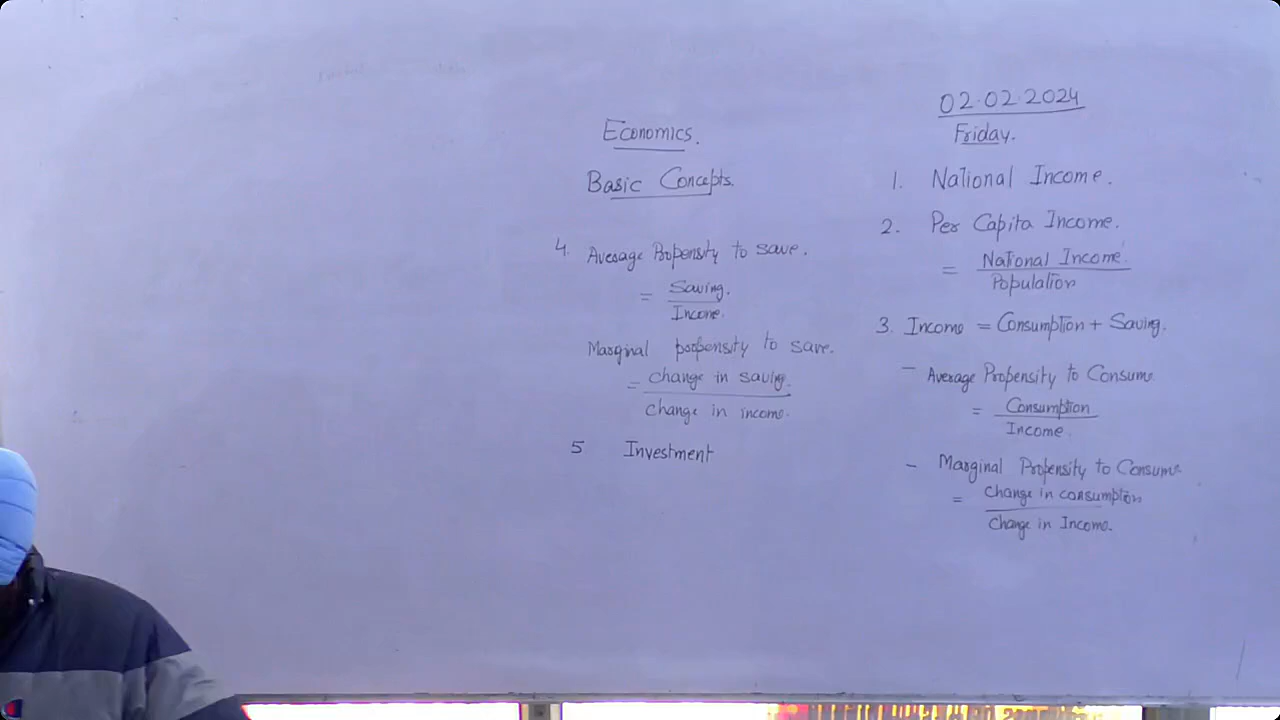 02.02.2024
Friday.
Economics.
Basic Concepts.
1. National Income.
2. Per Capita Income.
= National Income
Population
3. Income = Consumption + Saving.
- Average Propensity to Consume
= Consumption
Income.
- Marginal Propensity to Consume
= Change in consumption
Change in Income.
4. Average Propensity to save.
= Saving.
Income.
Marginal propensity to save.
= change in saving.
change in income.
5 Investment